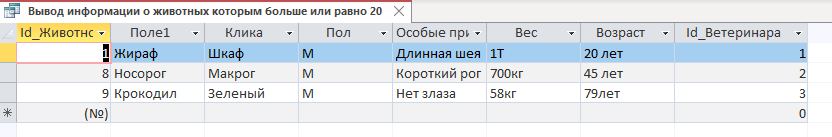 Вывод информации о животных которым больше или равно 20
Id_Животнс Поле1 Клика Пол Особые при Вес Возраст Id_Ветеринара
1 Жираф Шкаф М Длинная шея 1Т 20 лет 1
8 Носорог Макрог М Короткий рог 700кг 45 лет 2
9 Крокодил Зеленый М Нет злаза 58кг 79лет 3
(№) 0